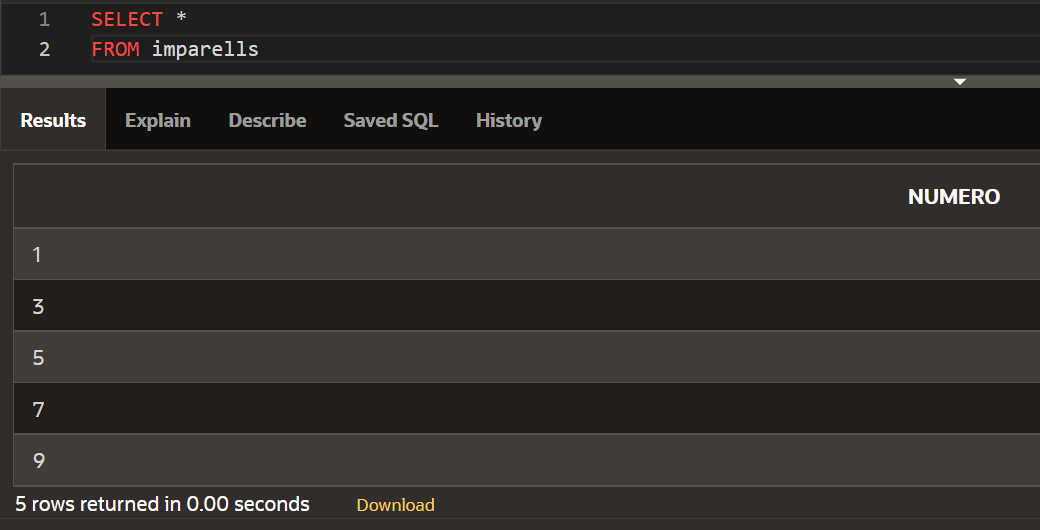 1 SELECT *
2 FROM imparells
Results Explain Describe Saved SQL History
NUMERO
1
3
5
7
9
5 rows returned in 0.00 seconds Download